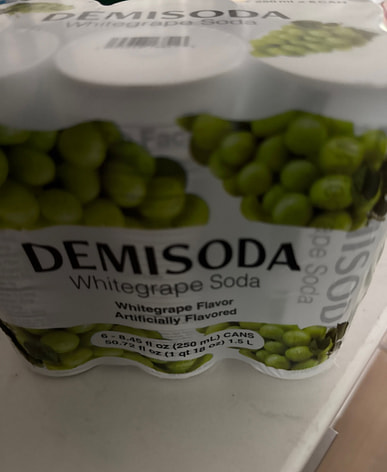 DEMISODA
Whitegrape Soda
DEMISODA
Whitegrape Soda
Whitegrape Flavor
Artificially Flavored
6 - 8.45 fl oz (250 mL) CANS
50.72 fl oz (1 qt 18 oz) 1.5 L